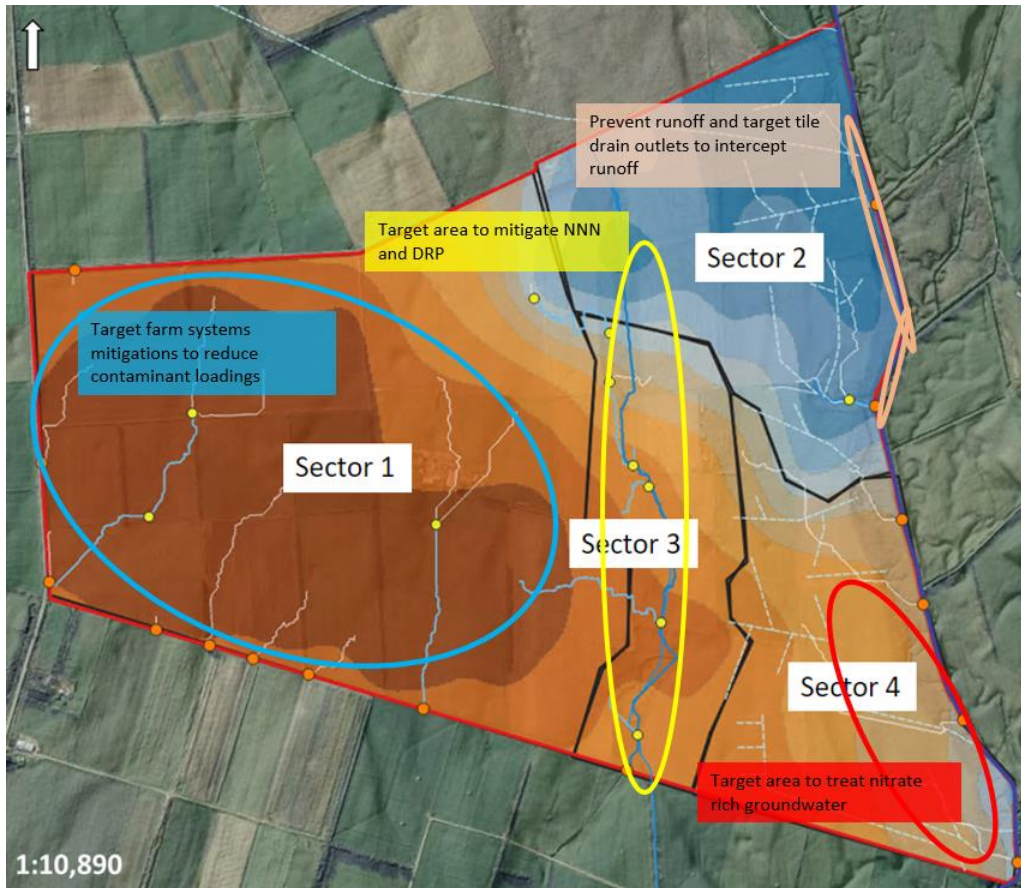 Prevent runoff and target tile
drain outlets to intercept
runoff
Target area to mitigate NNN
and DRP
Sector 2
Target farm systems
mitigations to reduce
contaminant loadings
Sector 1
Sector 3
Sector 4
Target area to treat nitrate
rich groundwater
1:10,890